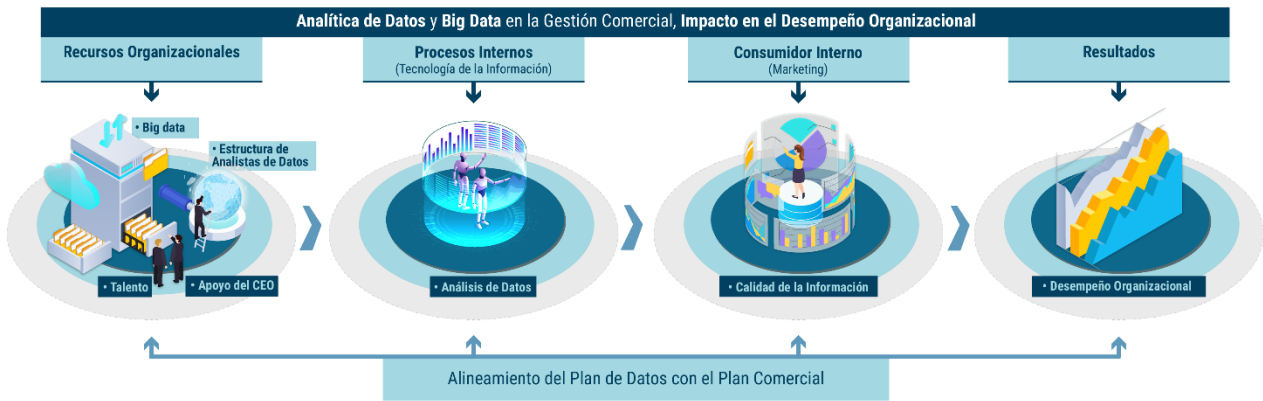 Analítica de Datos y Big Data en la Gestión Comercial, Impacto en el Desempeño Organizacional
Recursos Organizacionales
Procesos Internos
(Tecnología de la Información)
Consumidor Interno
(Marketing)
Resultados
• Big data
• Estructura de
Analistas de Datos
• Talento
• Apoyo del CEO
• Análisis de Datos
• Calidad de la Información
• Desempeño Organizacional
Alineamiento del Plan de Datos con el Plan Comercial